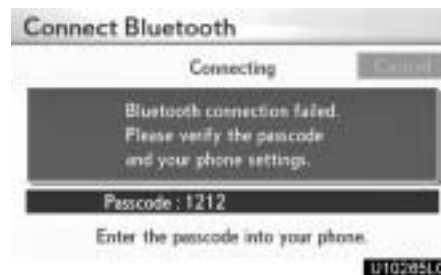 Connect Bluetooth
Connecting
Cancel
Bluetooth connection failed.
Please verify the passcode
and your phone settings.
Passcode : 1212
Enter the passcode into your phone.